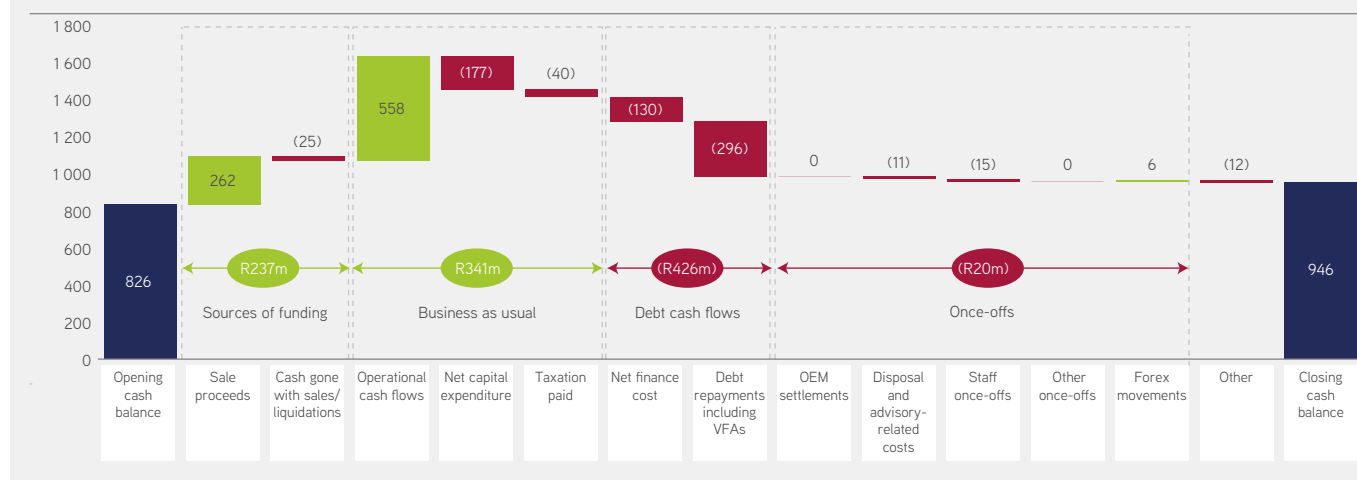 1 800
1 600
1 400
1 200
1 000
800
600
400
200
0
826
262
(25)
558
(177)
(40)
(130)
(296)
0
(11)
(15)
0
6
(12)
946
R237m
R341m
(R426m)
(R20m)
Sources of funding
Business as usual
Debt cash flows
Once-offs
Opening
cash
balance
Sale
proceeds
Cash gone
with sales/
liquidations
Operational
cash flows
Net capital
expenditure
Taxation
paid
Net finance
cost
Debt
repayments
including
VFAs
OEM
settlements
Disposal
and
advisory-
related
costs
Staff
once-offs
Other
once-offs
Forex
movements
Other
Closing
cash
balance